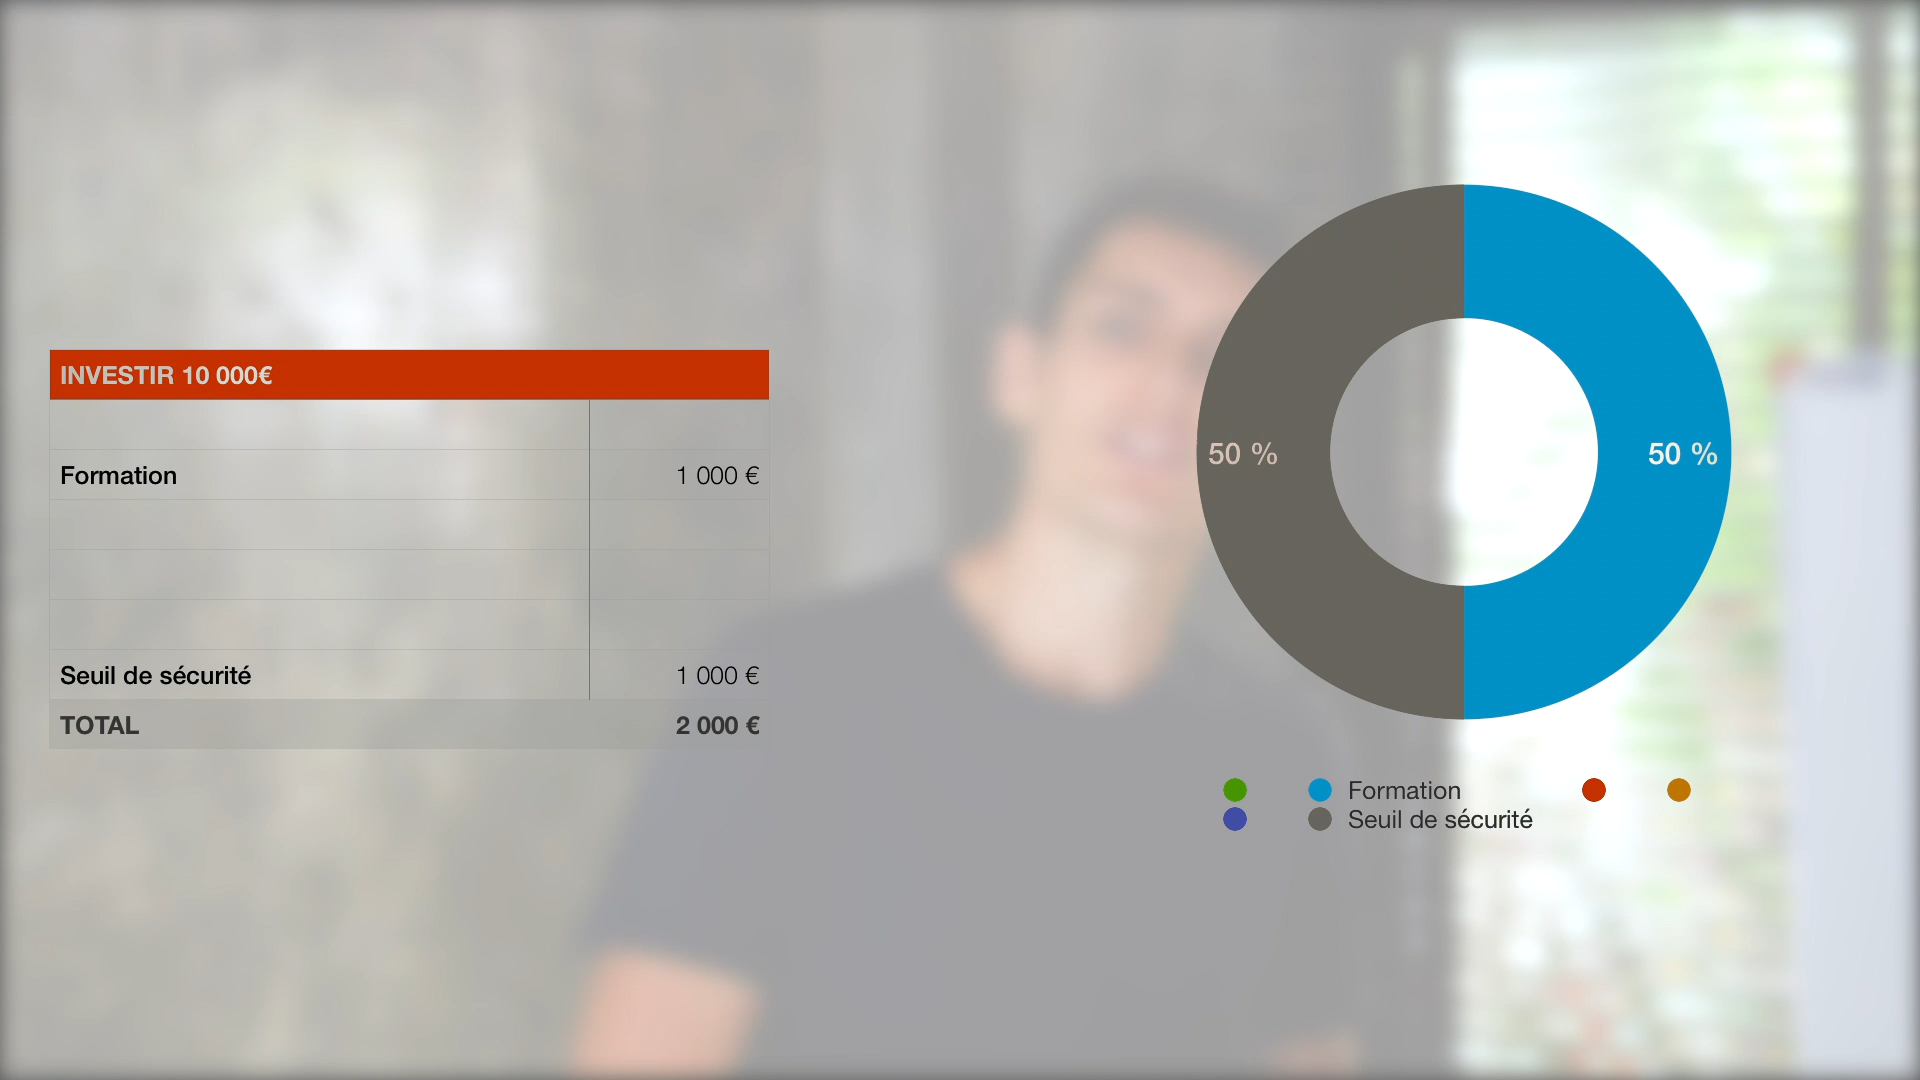 INVESTIR 10 000€
Formation 1 000 €
Seuil de sécurité 1 000 €
TOTAL 2 000 €
50 % 50 %
Formation
Seuil de sécurité